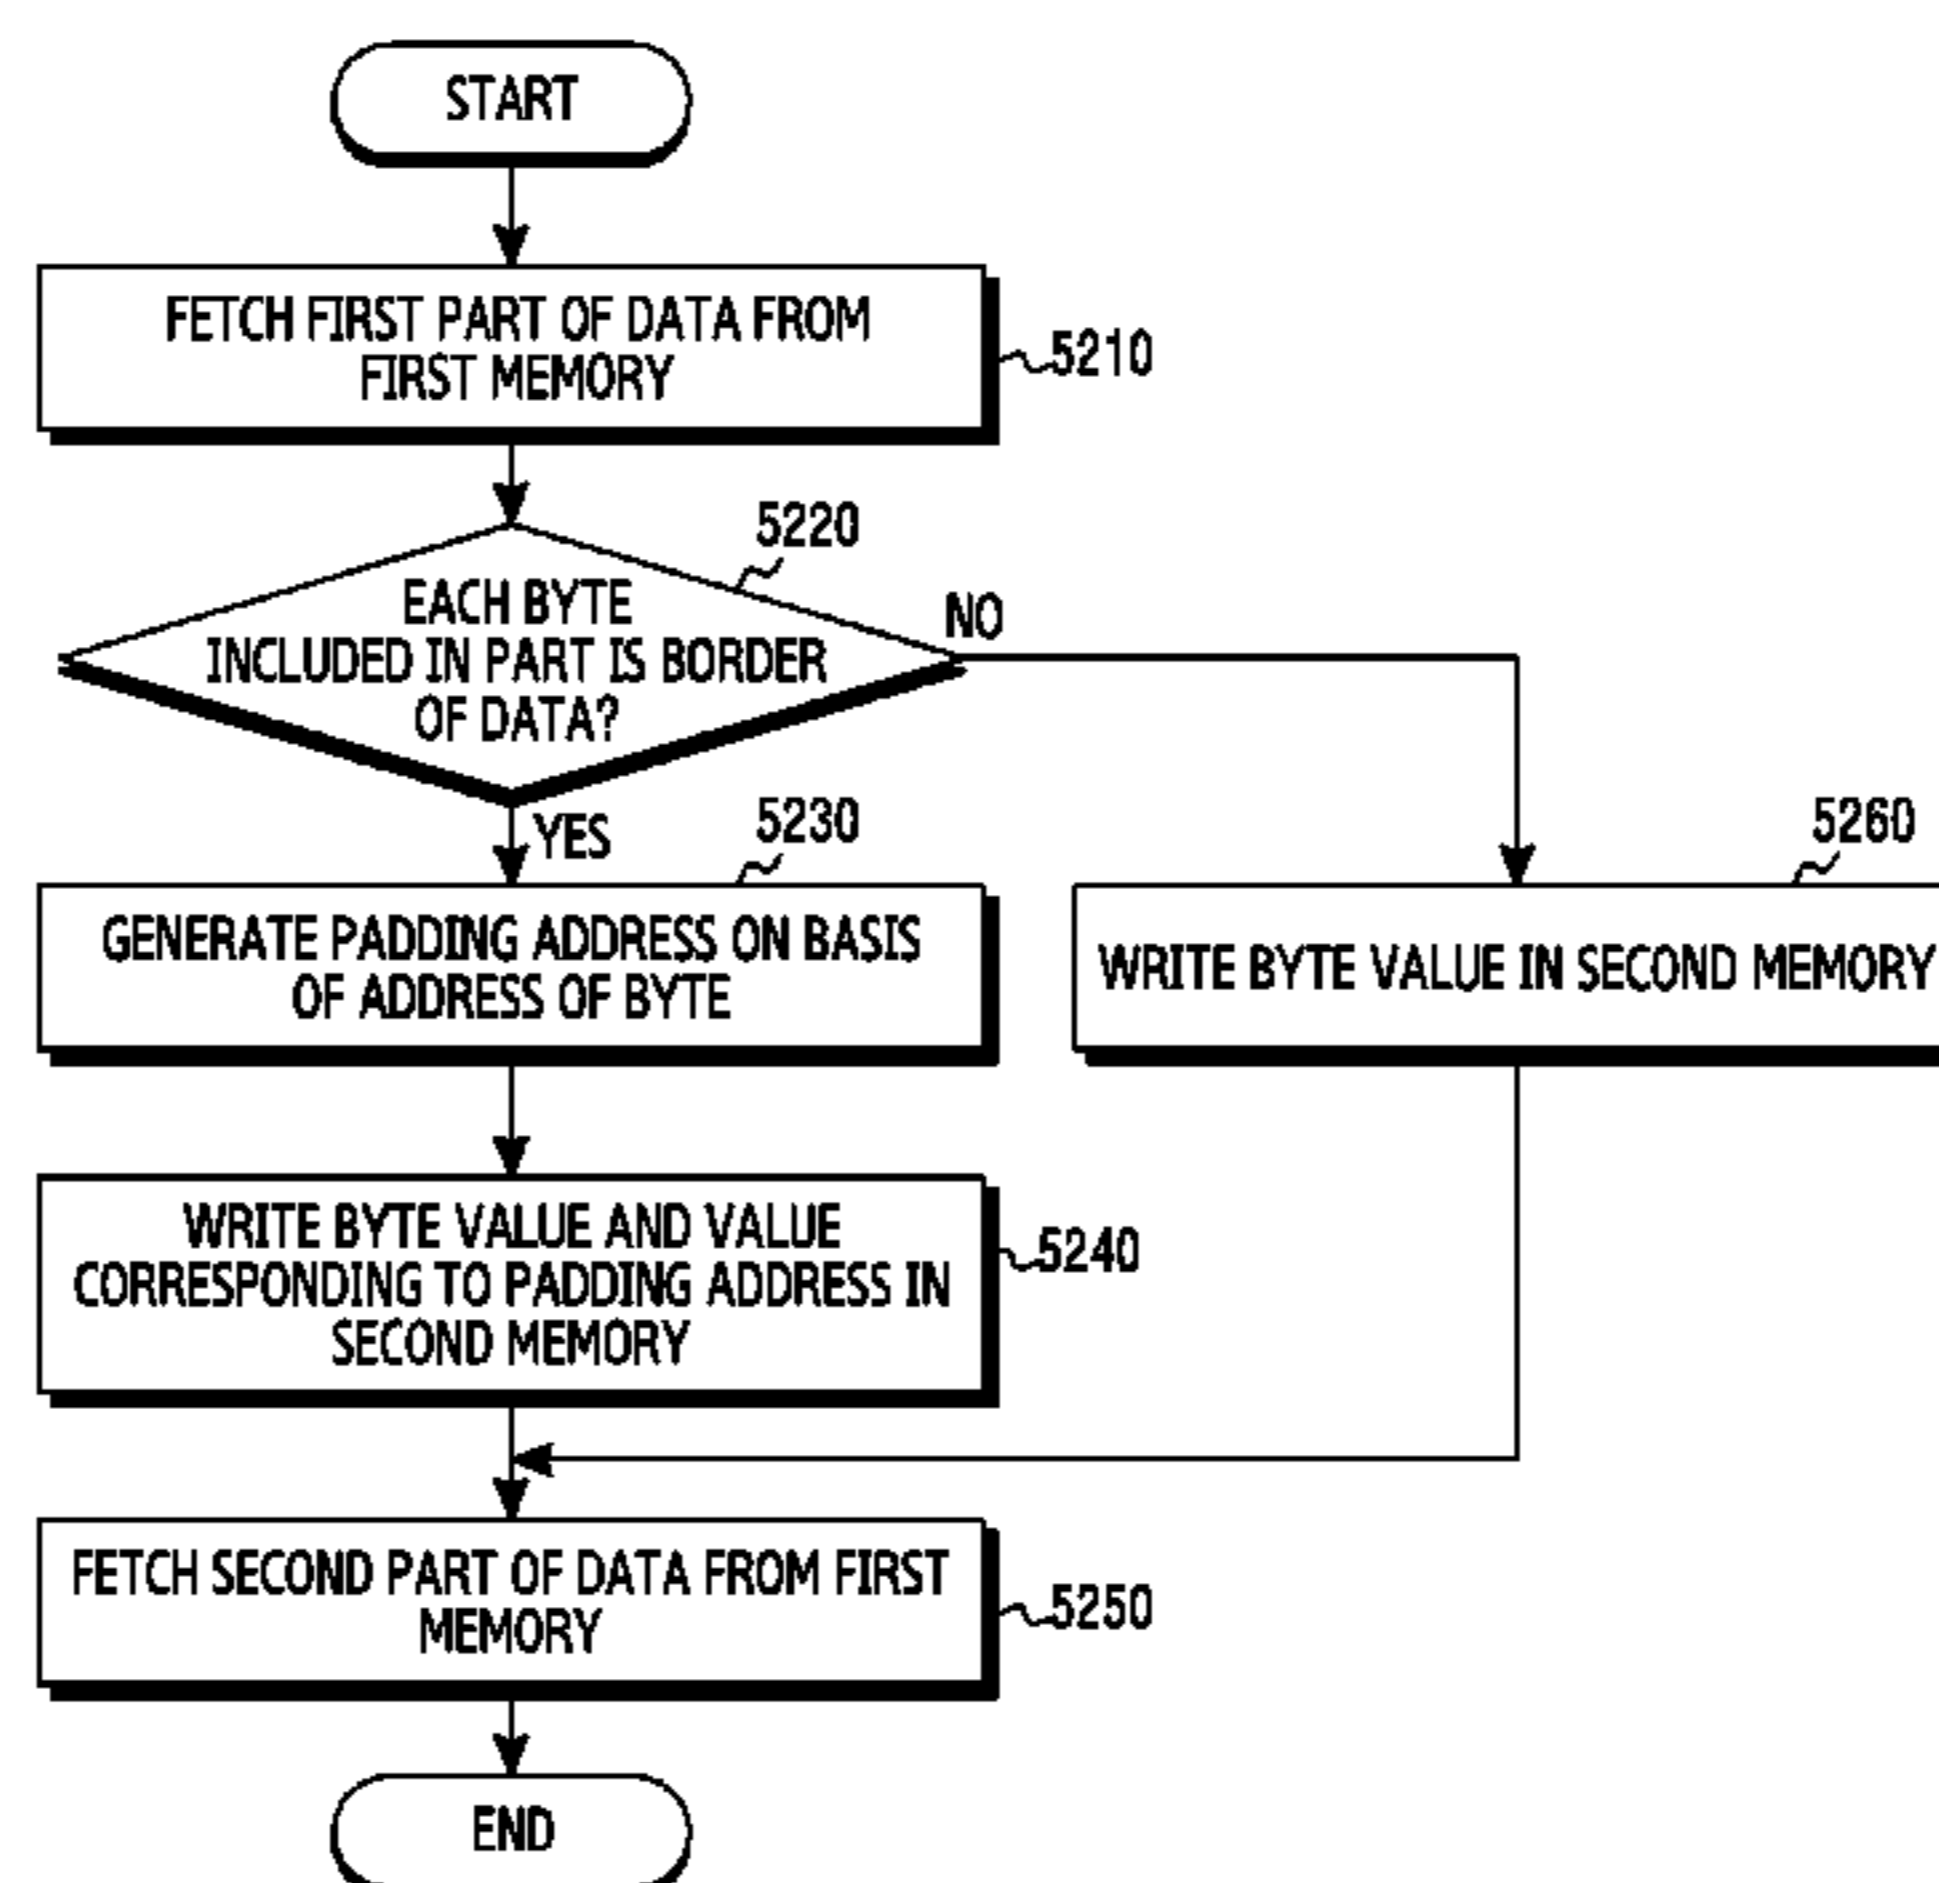 START
FETCH FIRST PART OF DATA FROM
FIRST MEMORY
5210
5220
EACH BYTE
INCLUDED IN PART IS BORDER
OF DATA?
NO
YES
5230
GENERATE PADDING ADDRESS ON BASIS
OF ADDRESS OF BYTE
5260
WRITE BYTE VALUE IN SECOND MEMORY
WRITE BYTE VALUE AND VALUE
CORRESPONDING TO PADDING ADDRESS IN
SECOND MEMORY
5240
FETCH SECOND PART OF DATA FROM FIRST
MEMORY
5250
END